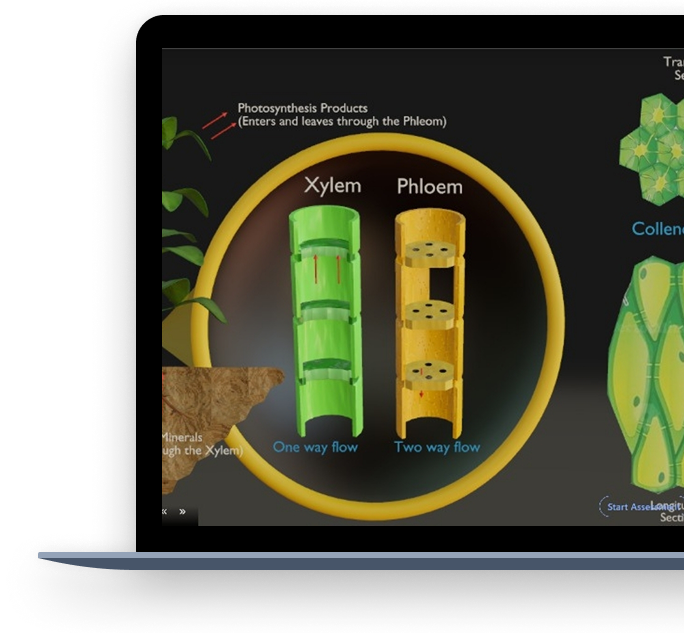 Photosynthesis Products
(Enters and leaves through the Phleom)
Xylem
Phloem
Minerals
ugh the Xylem)
One way flow
Two way flow
Tra
Se
Collen
Start Assessment
Longitu
Secti
« »